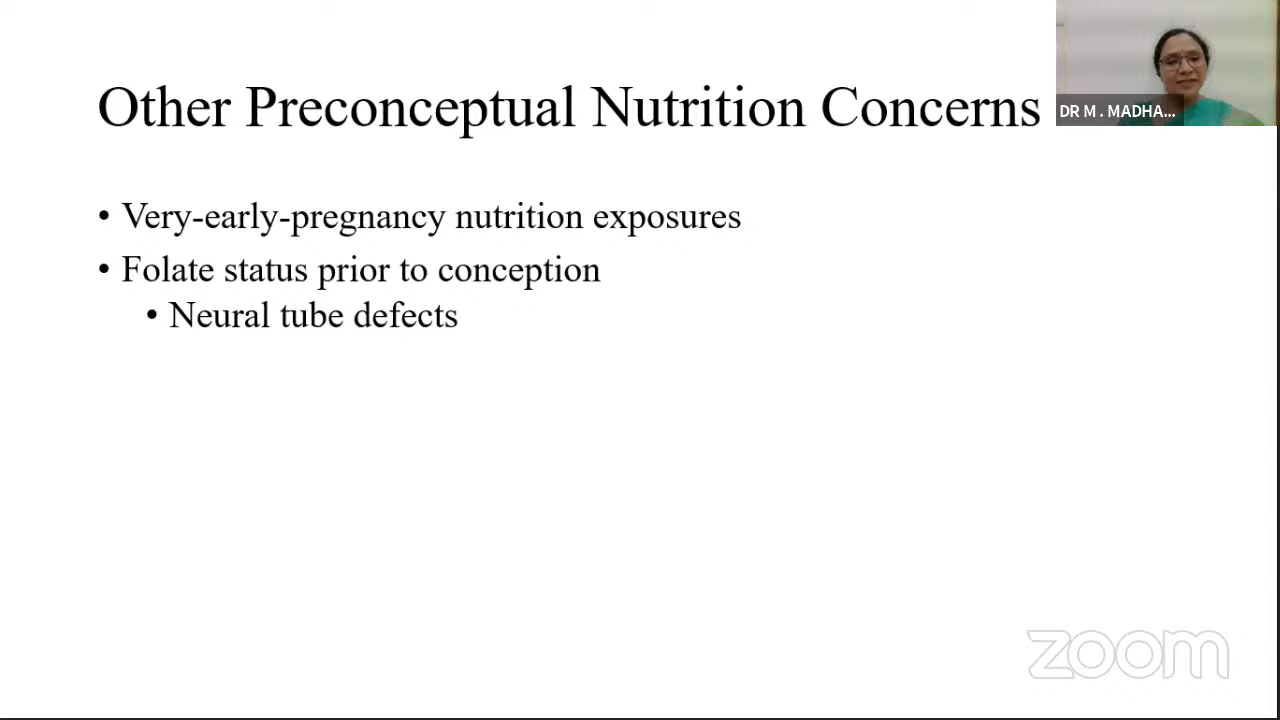 Other Preconceptual Nutrition Concerns
DR M . MADHA...
• Very-early-pregnancy nutrition exposures
• Folate status prior to conception
• Neural tube defects
zoom